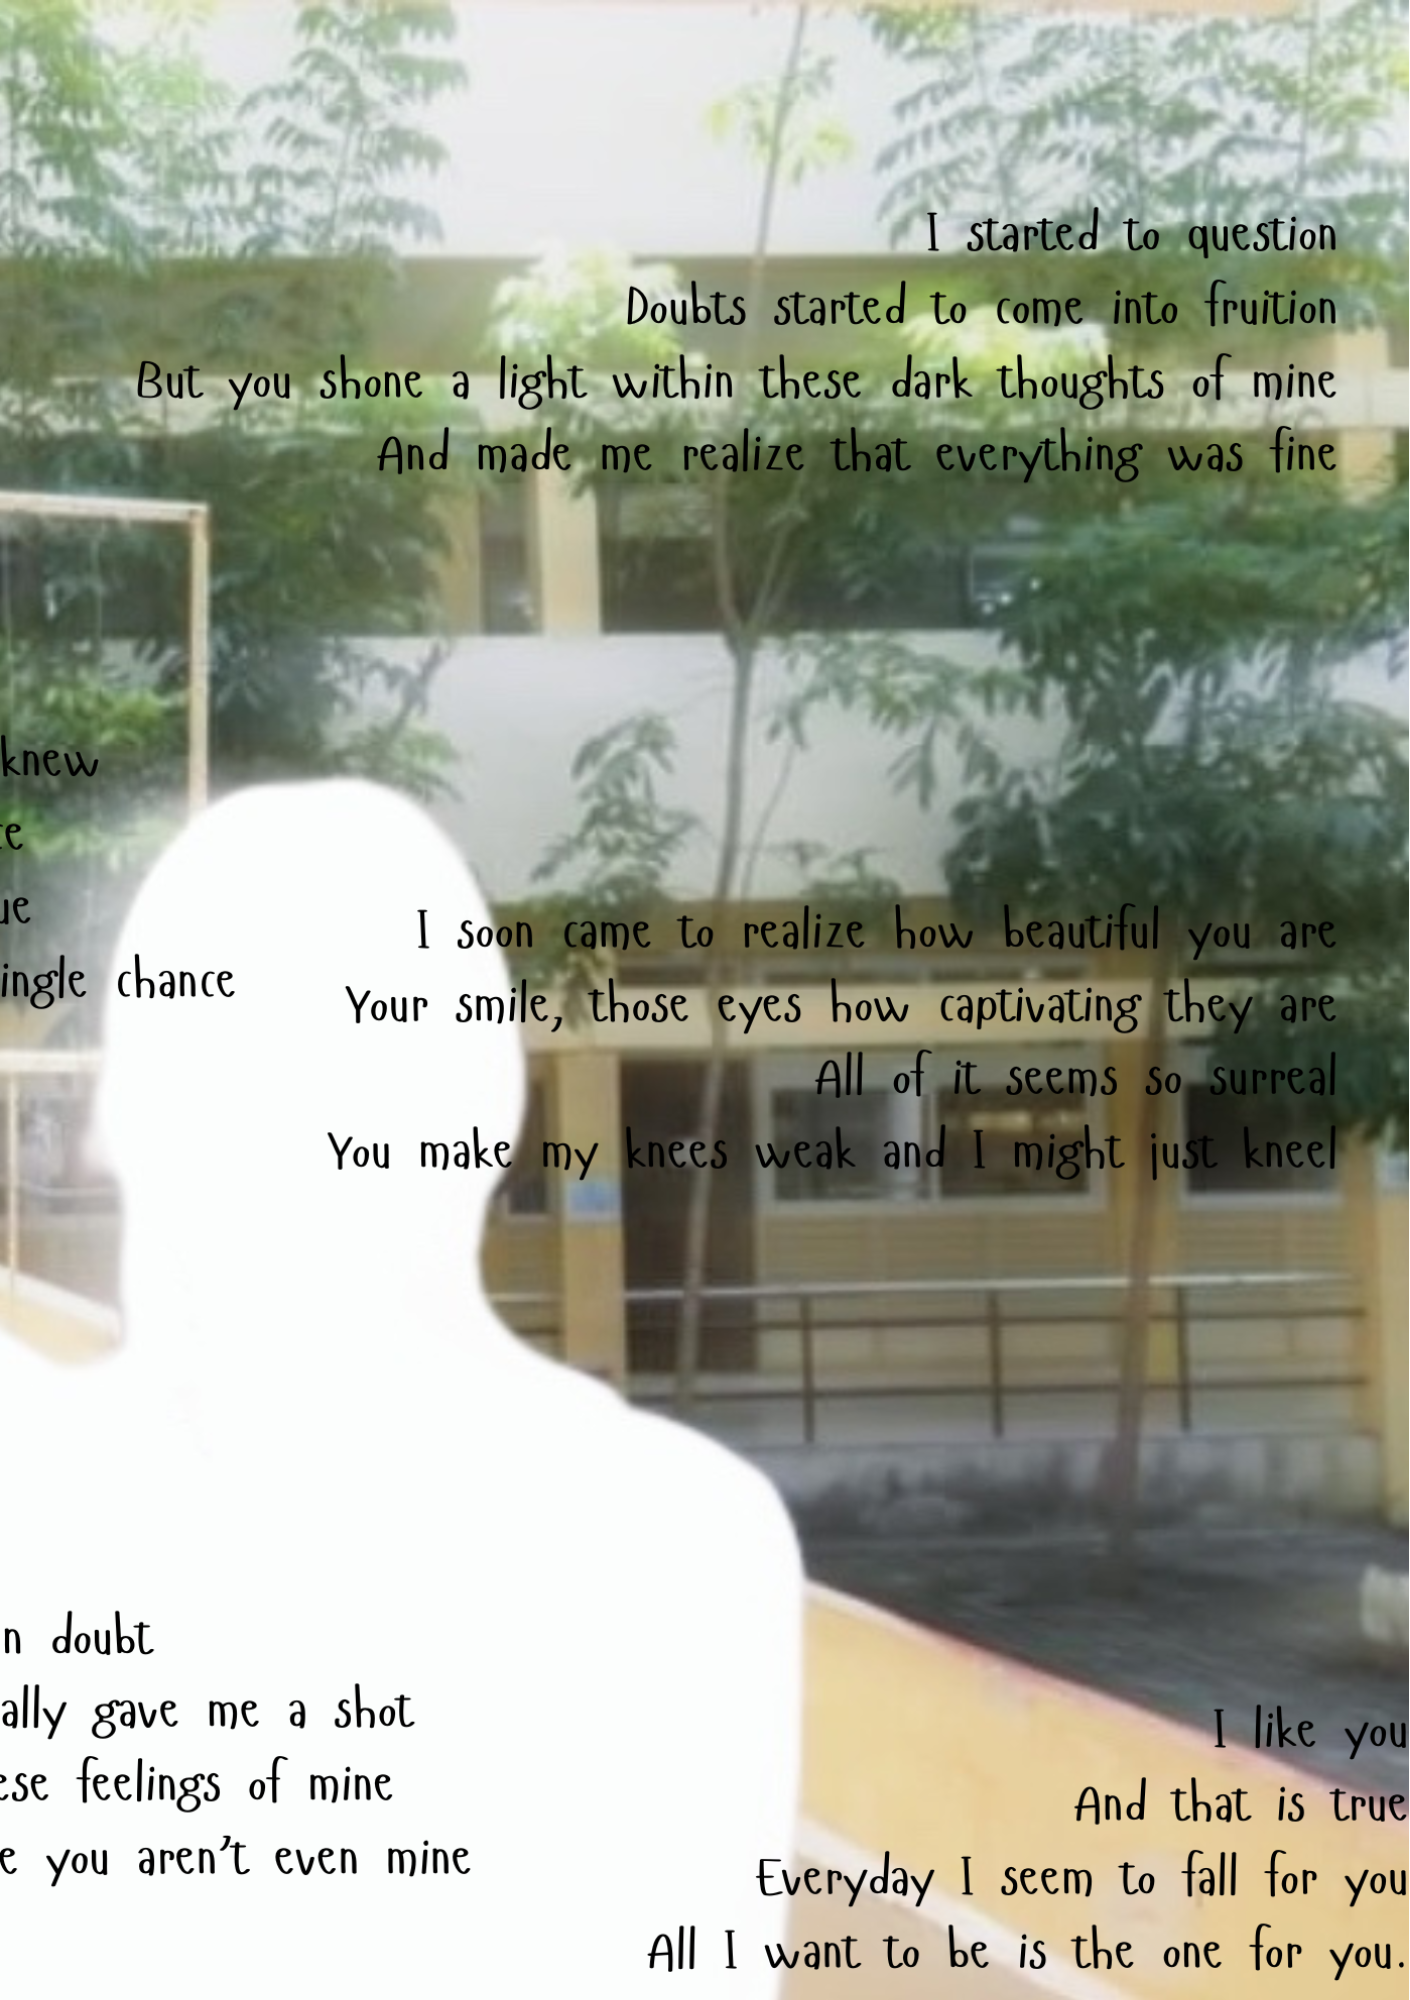 I started to question
Doubts started to come into fruition
But you shone a light within these dark thoughts of mine
And made me realize that everything was fine
knew
chance
I soon came to realize how beautiful you are
Your smile, those eyes how captivating they are
All of it seems so surreal
You make my knees weak and I might just kneel
doubt
gave me a shot
feelings of mine
you aren't even mine
I like you
And that is true
Everyday I seem to fall for you
All I want to be is the one for you.